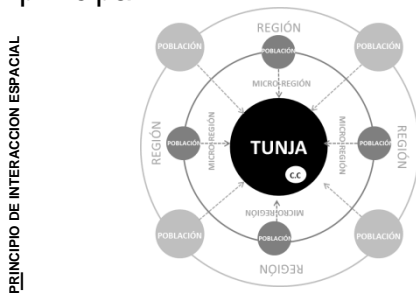 PRINCIPIO DE INTERACCION ESPACIAL
REGIÓN
POBLACIÓN
POBLACIÓN
POBLACIÓN
MICRO-REGIÓN
REGIÓN
POBLACIÓN
MICRO-REGIÓN
TUNJA
C.C
MICRO-REGIÓN
POBLACIÓN
REGIÓN
MICRO-REGIÓN
POBLACIÓN
POBLACIÓN
POBLACIÓN
REGIÓN